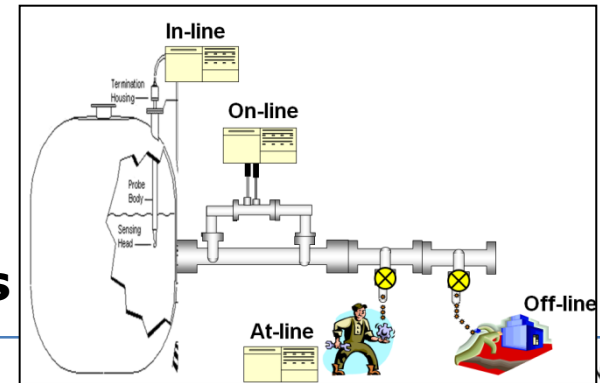 In-line
Termination
Housing
On-line
Probe
Body
Sensing
Head
s
Off-line
At-line